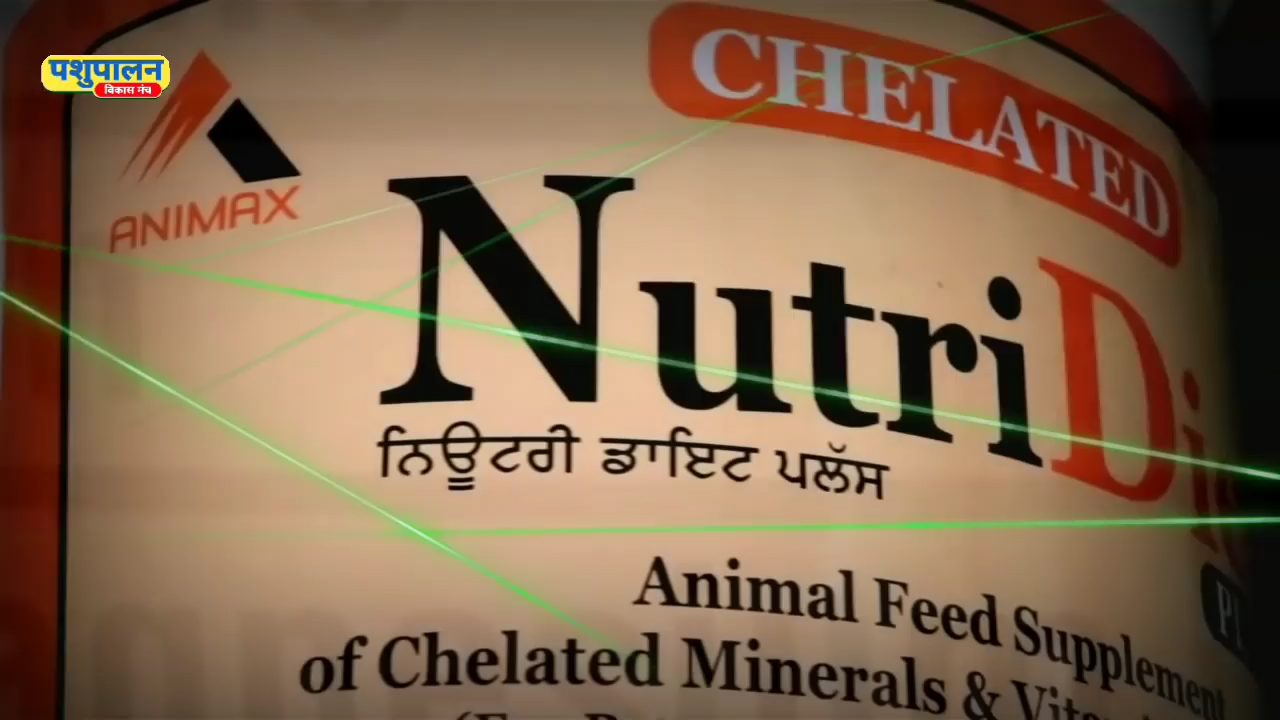 पशुपालन
विकास मंच
ANIMAX
CHELATED
Nutri
ਨਿਊਟਰੀ ਡਾਇਟ ਪਲੱਸ
Animal Feed Supplement
of Chelated Minerals &